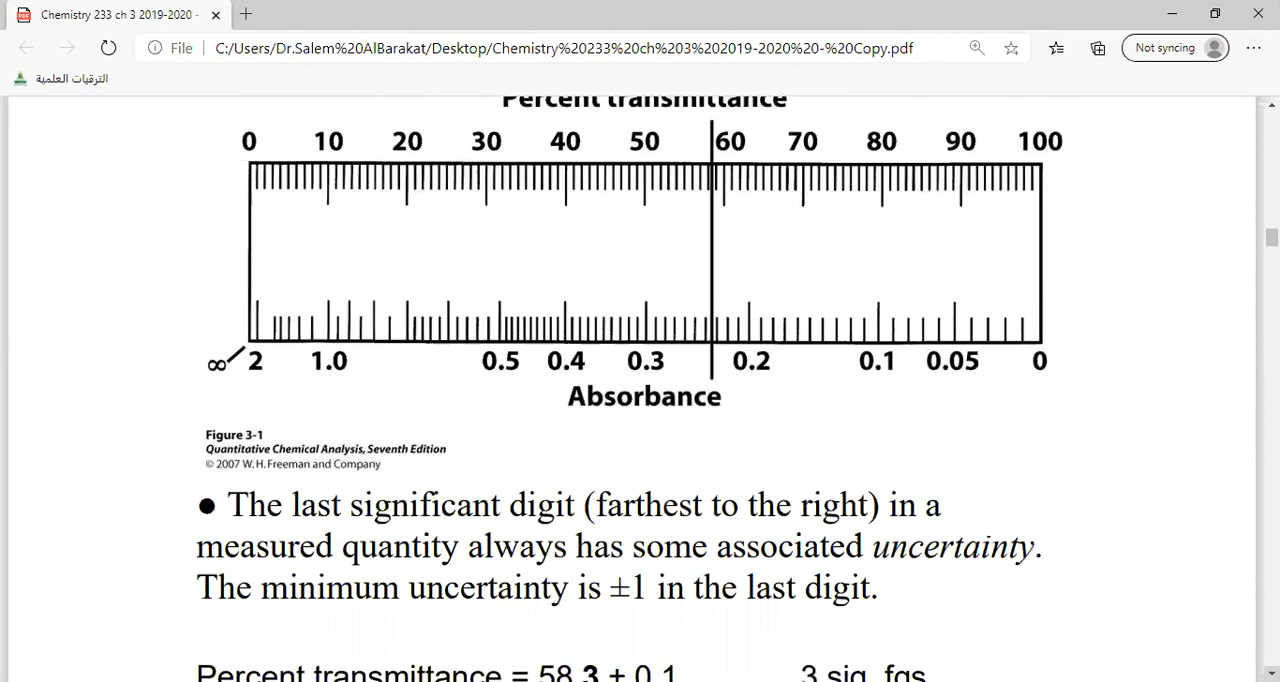 Chemistry 233 ch 3 2019-2020 -
File C:/Users/Dr.Salem%20AlBarakat/Desktop/Chemistry%20233%20ch%203%202019-2020%20-%20Copy.pdf Not syncing
الترقيات العلمية
Percent transmittance
0 10 20 30 40 50 60 70 80 90 100
∞ 2 1.0 0.5 0.4 0.3 0.2 0.1 0.05 0
Absorbance
Figure 3-1
Quantitative Chemical Analysis, Seventh Edition
© 2007 W.H. Freeman and Company
● The last significant digit (farthest to the right) in a
measured quantity always has some associated uncertainty.
The minimum uncertainty is ±1 in the last digit.
Percent transmittance = 58.3 ± 0.1 3 sig. fgs